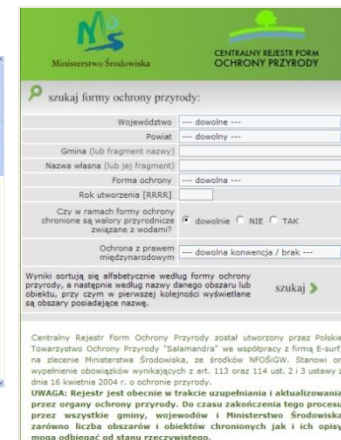 Ministerstwo Środowiska
CENTRALNY REJESTR FORM
OCHRONY PRZYRODY
szukaj formy ochrony przyrody:
Województwo --- dowolne ---
Powiat --- dowolny ---
Gmina (lub fragment nazwy)
Nazwa własna (lub jej fragment)
Forma ochrony --- dowolna ---
Rok utworzenia [RRRR]
Czy w ramach formy ochrony
chronione są walory przyrodnicze
związane z wodami?
dowolnie NIE TAK
Ochrona z prawem
międzynarodowym
--- dowolna konwencja / brak ---
Wyniki sortują się alfabetycznie według formy ochrony
przyrody, a następnie według nazwy danego obszaru lub
obiektu, przy czym w pierwszej kolejności wyświetlane
są obszary posiadające nazwę.
szukaj
Centralny Rejestr Form Ochrony Przyrody został utworzony przez Polskie
Towarzystwo Ochrony Przyrody "Salamandra" we współpracy z firmą E-surf,
na zlecenie Ministerstwa Środowiska, ze środków NFOŚiGW. Stanowi on
wypełnienie obowiązków wynikających z art. 113 oraz 114 ust. 2 i 3 ustawy z
dnia 16 kwietnia 2004 r. o ochronie przyrody.
UWAGA: Rejestr jest obecnie w trakcie uzupełniania i aktualizowania
przez organy ochrony przyrody. Do czasu zakończenia tego procesu
przez wszystkie gminy, wojewodów i Ministerstwo Środowiska
zarówno liczba obszarów i obiektów chronionych jak i ich opisy
mogą odbiegać od stanu rzeczywistego.